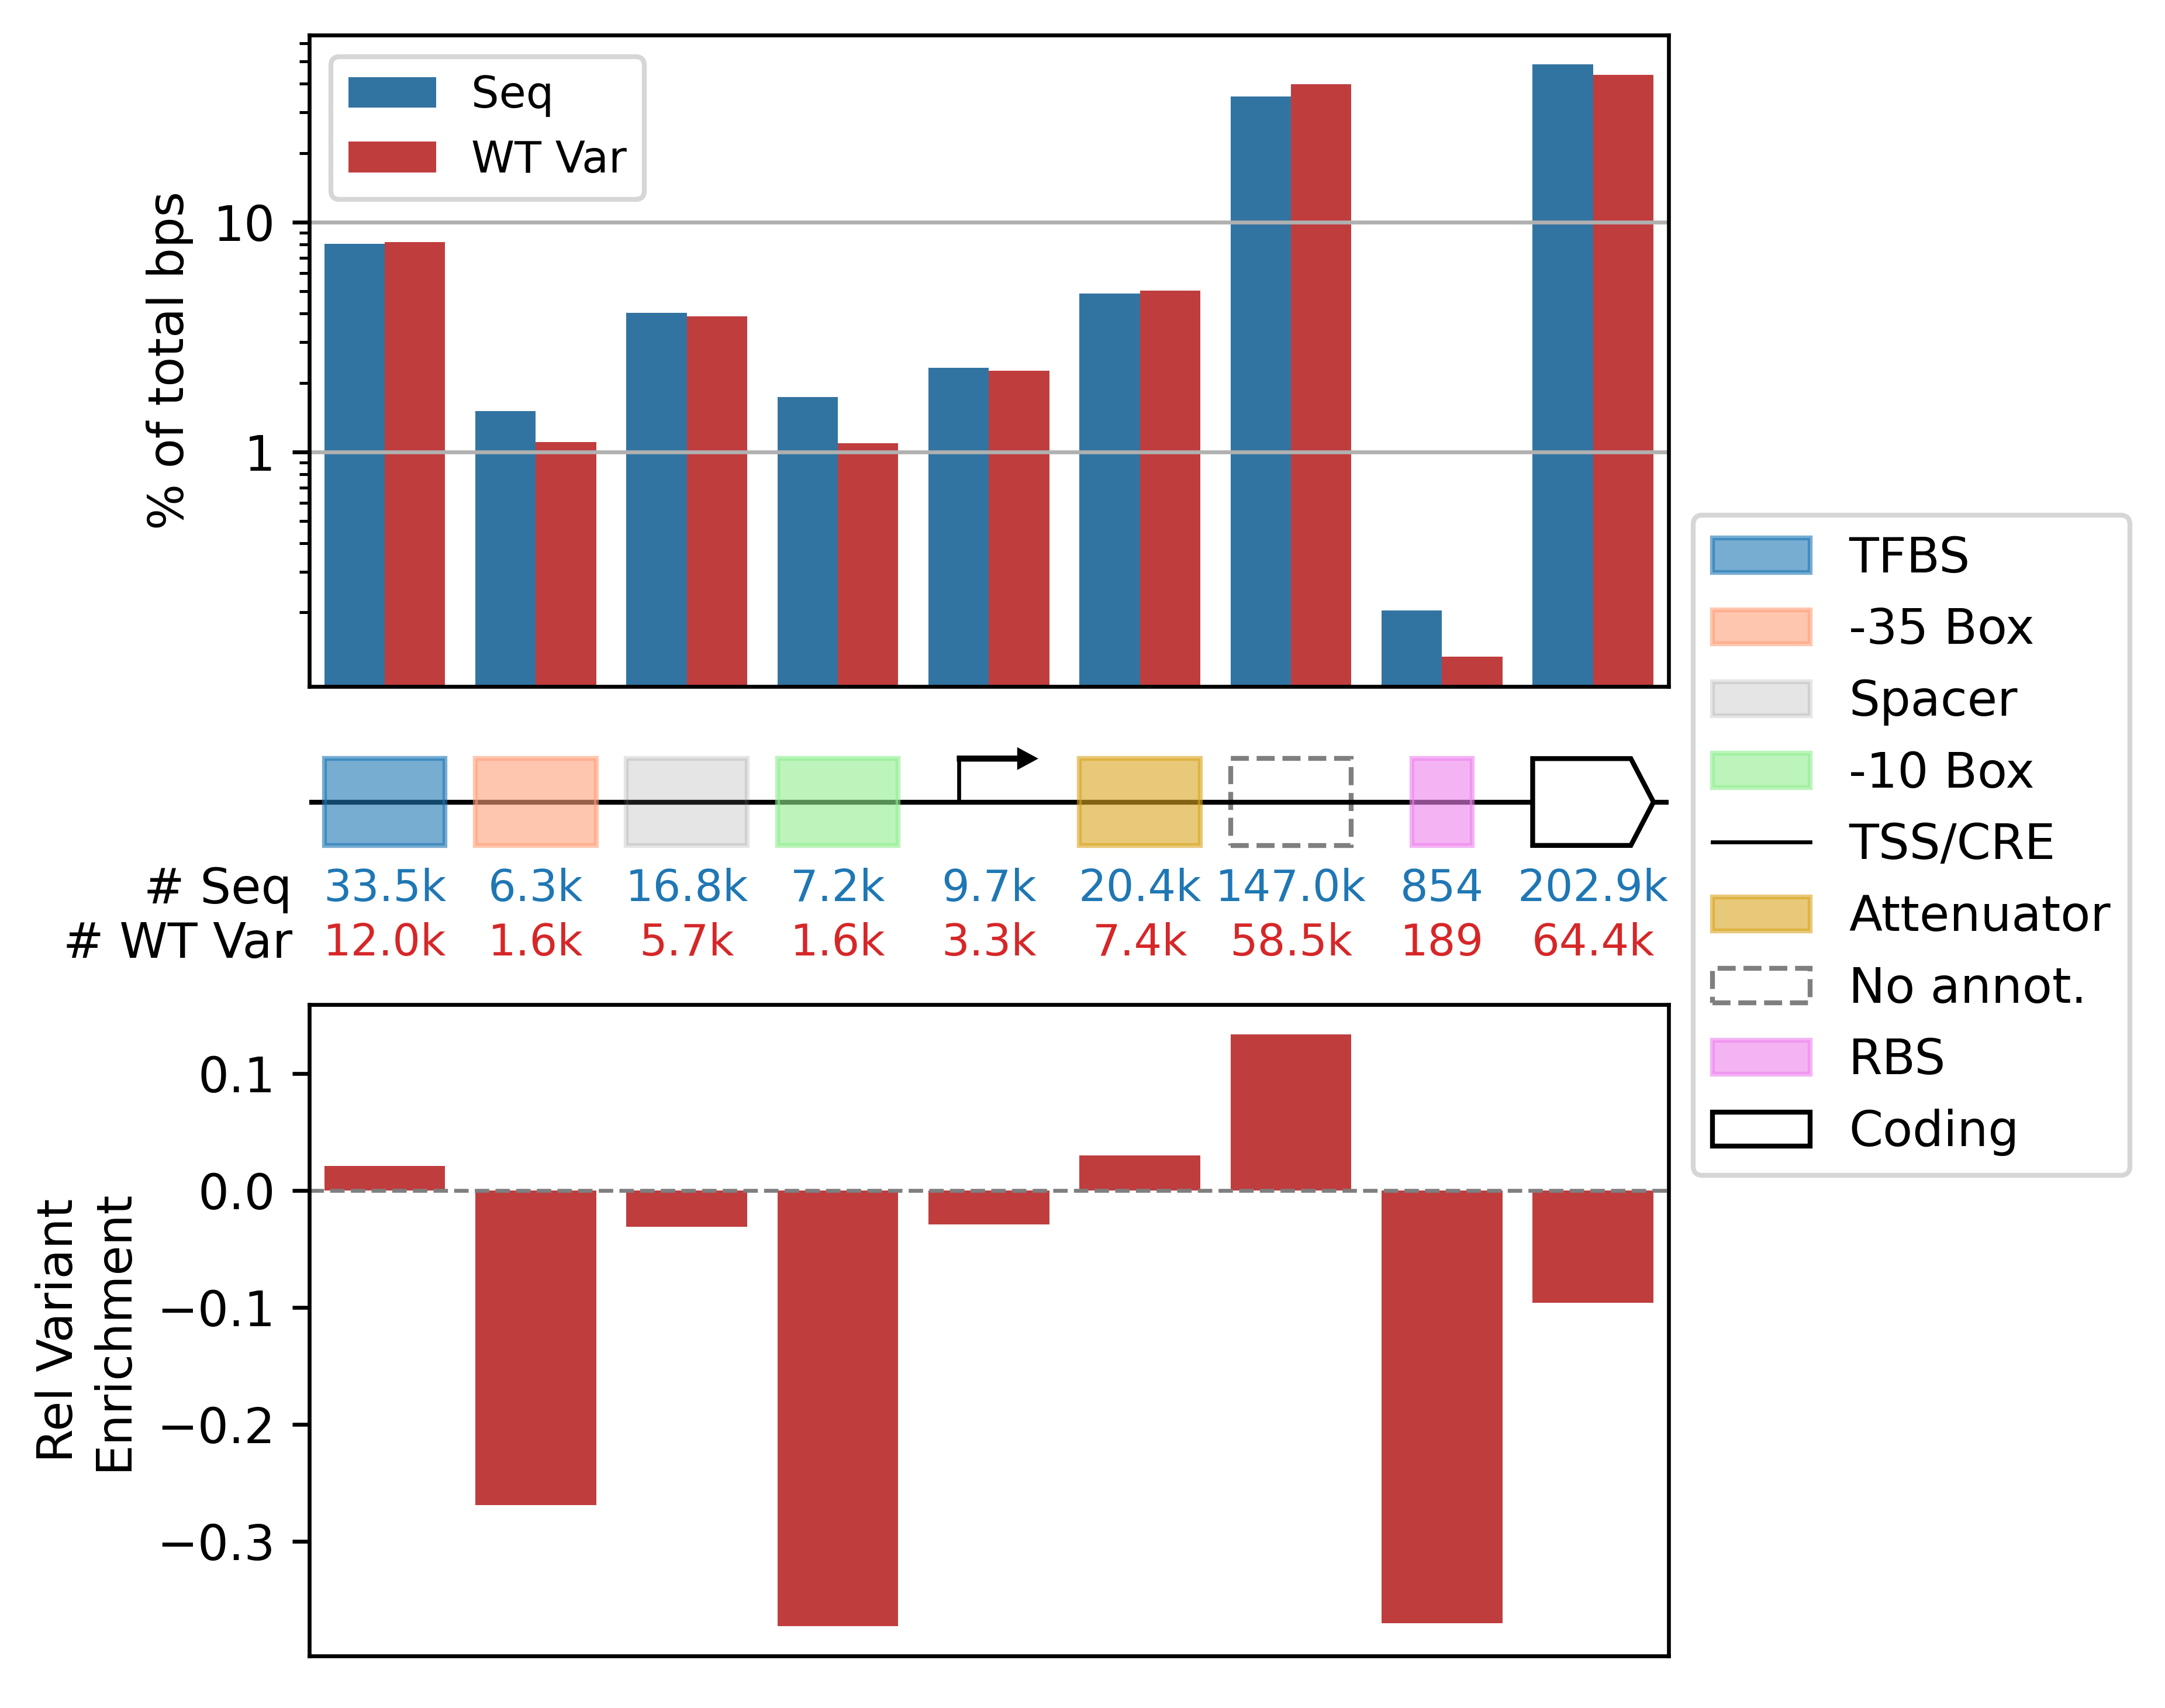 Seq
WT Var
% of total bps
10
1
# Seq 33.5k 6.3k 16.8k 7.2k 9.7k 20.4k 147.0k 854 202.9k
# WT Var 12.0k 1.6k 5.7k 1.6k 3.3k 7.4k 58.5k 189 64.4k
TFBS
-35 Box
Spacer
-10 Box
TSS/CRE
Attenuator
No annot.
RBS
Coding
Rel Variant
Enrichment
0.1
0.0
−0.1
−0.2
−0.3